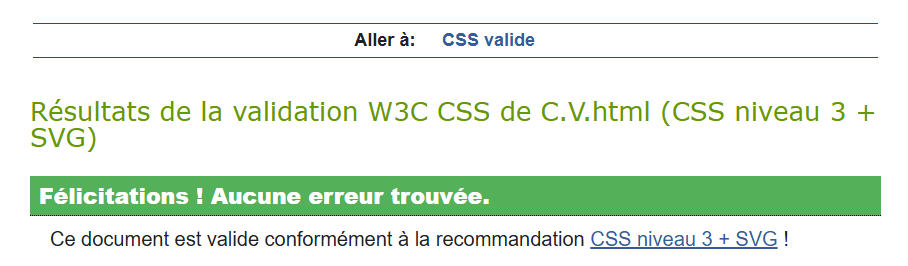 Aller à: CSS valide
Résultats de la validation W3C CSS de C.V.html (CSS niveau 3 +
SVG)
Félicitations ! Aucune erreur trouvée.
Ce document est valide conformément à la recommandation CSS niveau 3 + SVG !